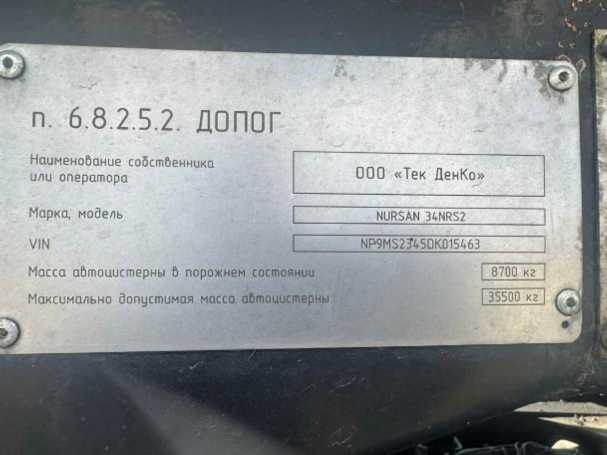 п. 6.8.2.5.2. ДОПОГ
Наименование собственника
или оператора
ООО «Тек ДенКо»
Марка, модель
NURSAN 34NRS2
VIN
NP9MS2345DK015463
Масса автоцистерны в порожнем состоянии
8700 кг
Максимально допустимая масса автоцистерны
35500 кг